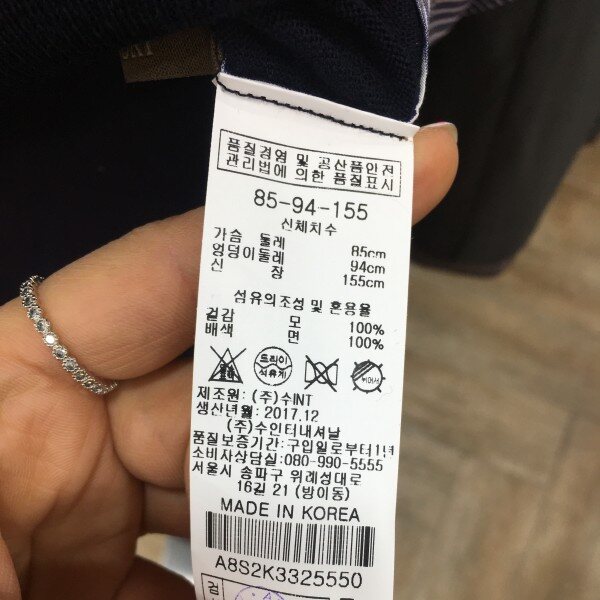 품질경영 및 공산품안전
관리법에 의한 품질표시
85-94-155
신체치수
가슴 둘레 85cm
엉덩이둘레 94cm
신 장 155cm
섬유의조성 및 혼용율
겉감 모 100%
배색 면 100%
드라이
석유계
뉘어서
제조원: (주)수INT
생산년월: 2017.12
(주)수인터내셔날
품질보증기간: 구입일로부터1년
소비자상담실: 080-990-5555
서울시 송파구 위례성대로
16길 21 (방이동)
MADE IN KOREA
A8S2K3325550
검